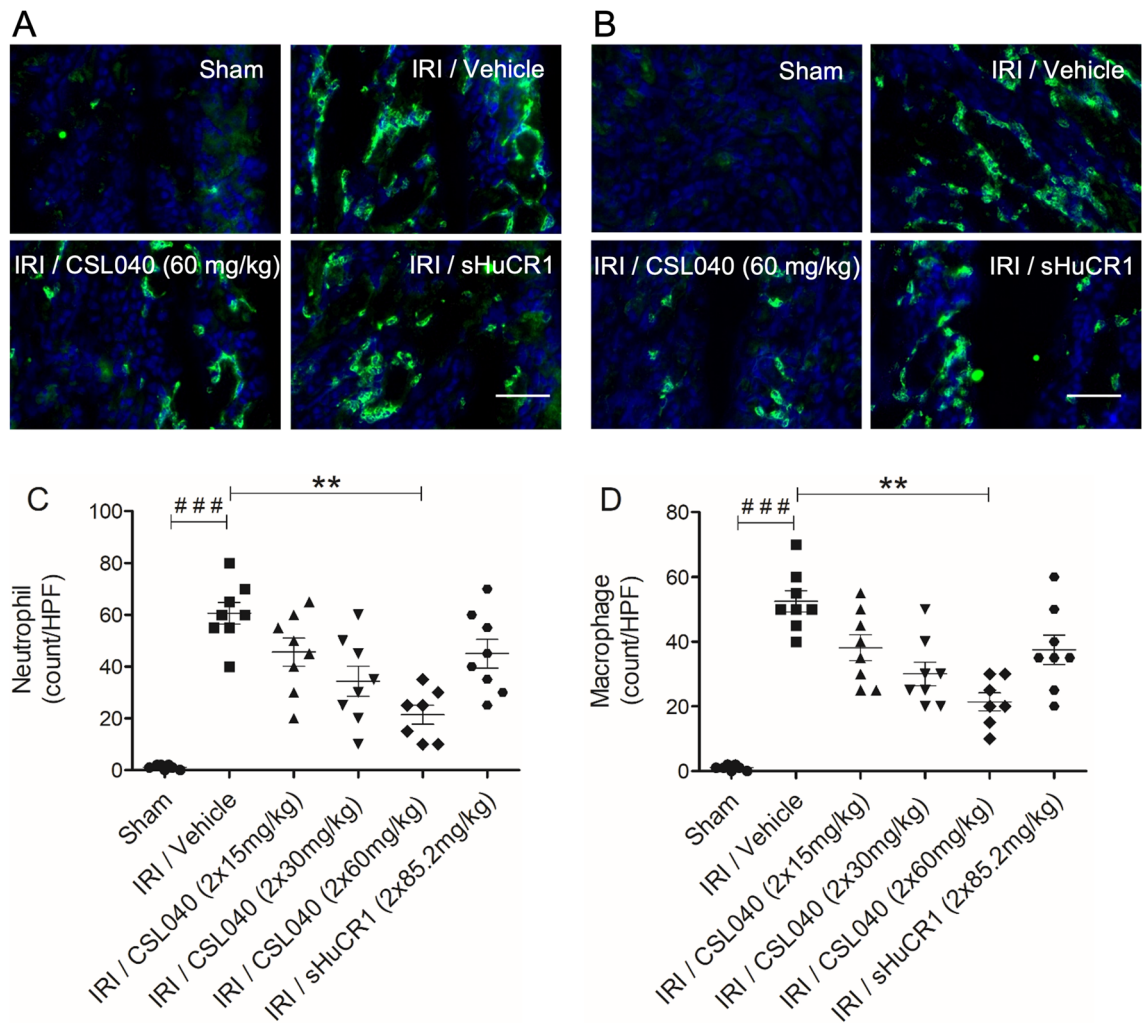 A
B
Sham
IRI / Vehicle
Sham
IRI / Vehicle
IRI / CSL040 (60 mg/kg)
IRI / sHuCR1
IRI / CSL040 (60 mg/kg)
IRI / sHuCR1
C
**
# # #
100
80
60
40
20
0
Neutrophil
(count/HPF)
Sham
IRI / Vehicle
IRI / CSL040 (2x15mg/kg)
IRI / CSL040 (2x30mg/kg)
IRI / CSL040 (2x60mg/kg)
IRI / sHuCR1 (2x85.2mg/kg)
D
**
# # #
80
60
40
20
0
Macrophage
(count/HPF)
Sham
IRI / Vehicle
IRI / CSL040 (2x15mg/kg)
IRI / CSL040 (2x30mg/kg)
IRI / CSL040 (2x60mg/kg)
IRI / sHuCR1 (2x85.2mg/kg)